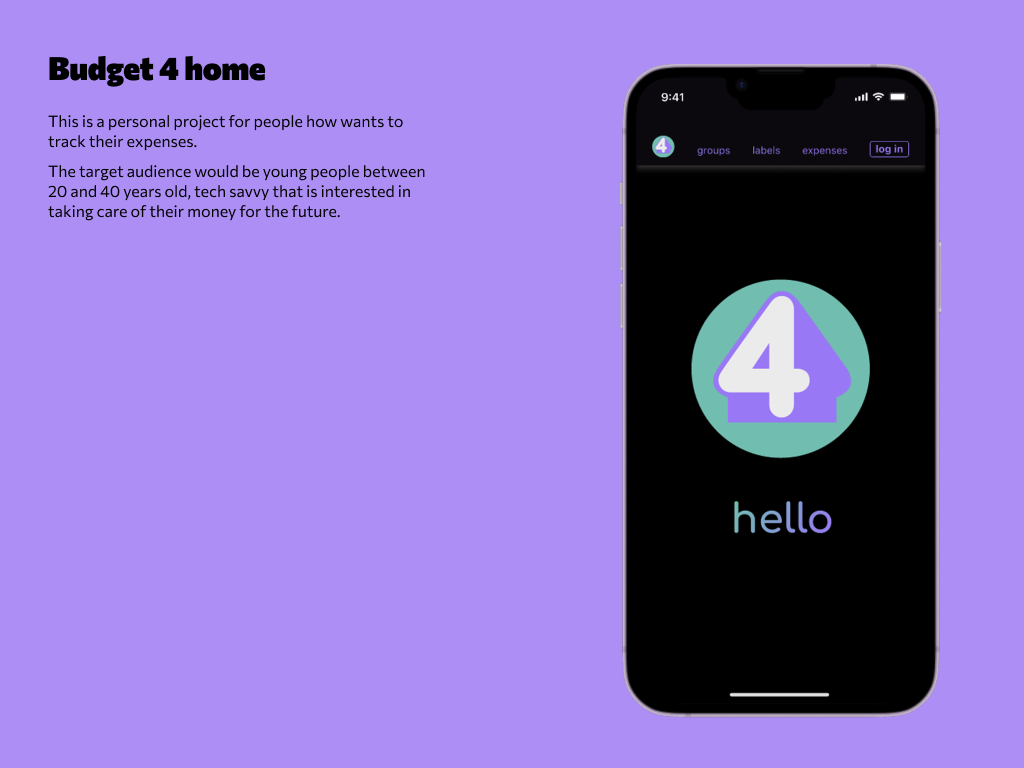 Budget 4 home
This is a personal project for people how wants to
track their expenses.
The target audience would be young people between
20 and 40 years old, tech savvy that is interested in
taking care of their money for the future.
9:41
4 groups labels expenses log in
4
hello